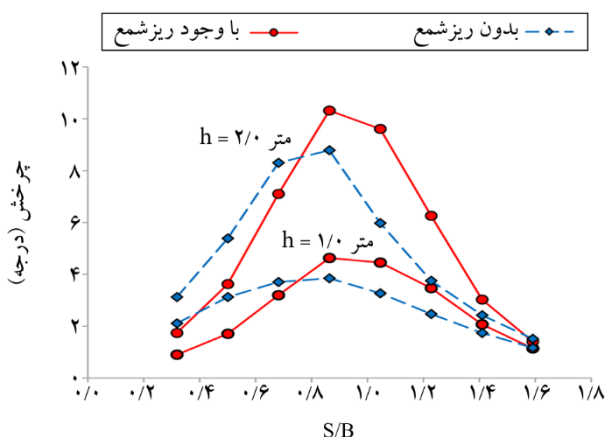 بدون ریزشمع
با وجود ریزشمع
۱۲
۱۰
۸
۶
۴
۲
۰
چرخش (درجه)
h = ۲/۰ متر
h = ۱/۰ متر
۰/۰ ۰/۲ ۰/۴ ۰/۶ ۰/۸ ۱/۰ ۱/۲ ۱/۴ ۱/۶ ۱/۸
S/B